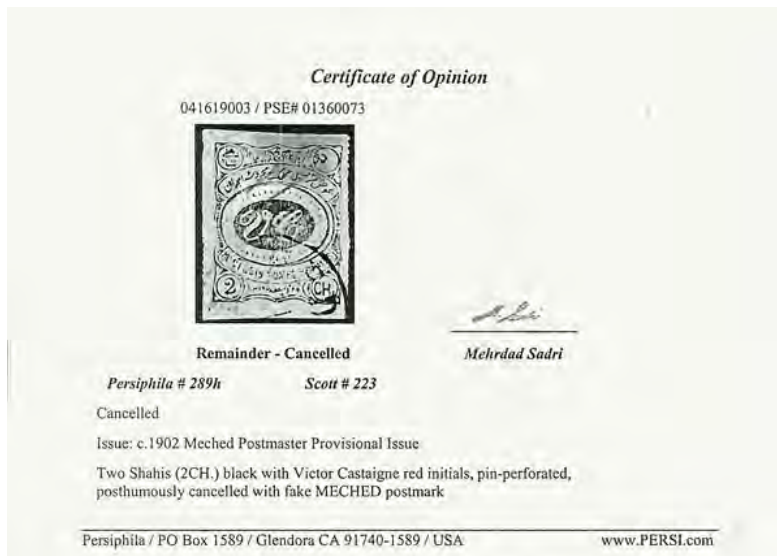 Certificate of Opinion
041619003 / PSE# 01360073
2
CH.
Remainder - Cancelled
Mehrdad Sadri
Persiphila # 289h
Scott # 223
Cancelled
Issue: c.1902 Meched Postmaster Provisional Issue
Two Shahis (2CH.) black with Victor Castaigne red initials, pin-perforated,
posthumously cancelled with fake MECHED postmark
Persiphila / PO Box 1589 / Glendora CA 91740-1589 / USA
www.PERSI.com